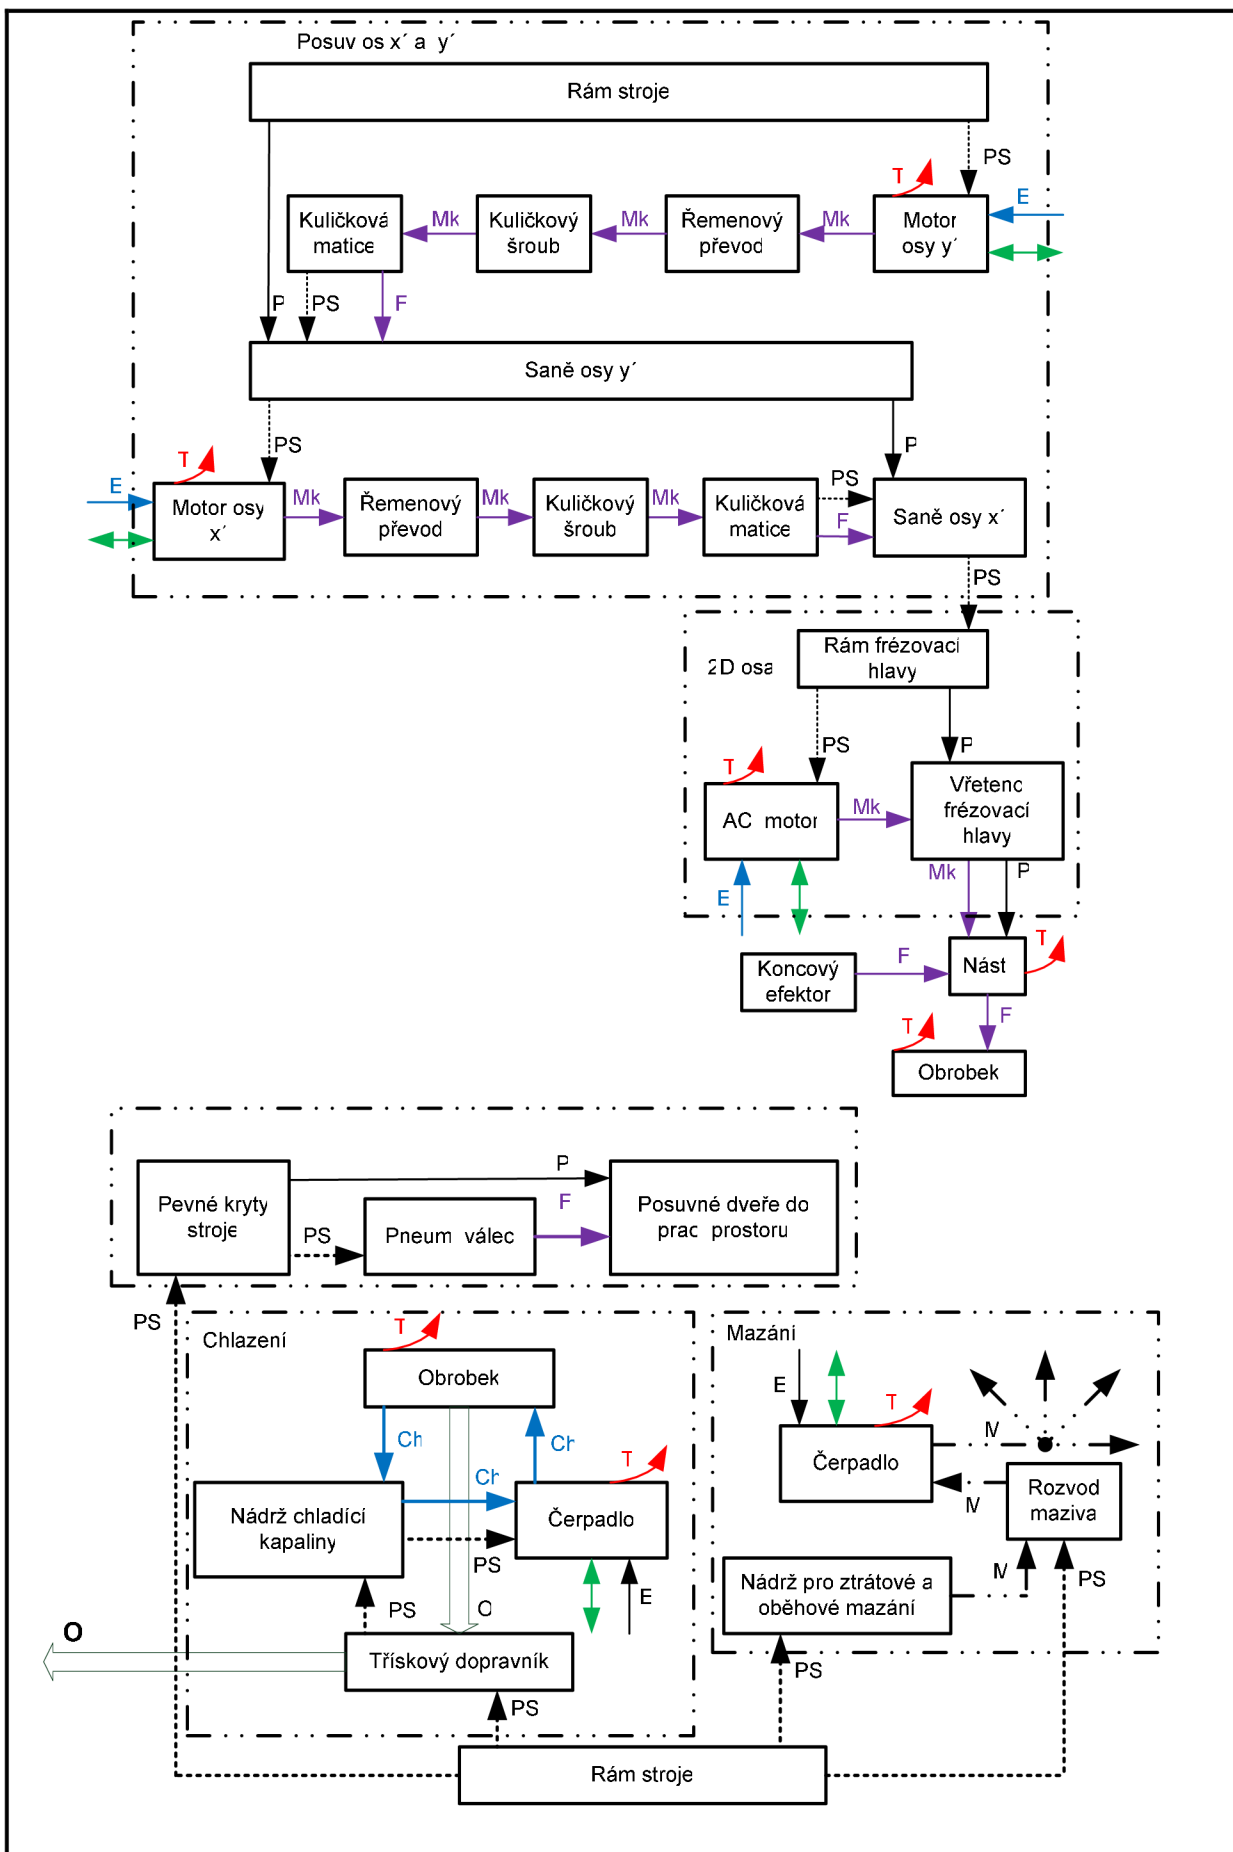 Posuv os x´ a y´
Rám stroje
PS
T
E
Kuličková
matice
Mk
Kuličkový
šroub
Mk
Řemenový
převod
Mk
Motor
osy y´
P
PS
F
Saně osy y´
PS
P
T
E
Motor osy
x´
Mk
Řemenový
převod
Mk
Kuličkový
šroub
Mk
Kuličková
matice
PS
F
Saně osy x´
PS
2D osa
Rám frézovací
hlavy
PS
P
T
AC motor
Mk
Vřeteno
frézovací
hlavy
E
Mk
P
Koncový
efektor
F
Nást
T
F
T
Obrobek
Pevné kryty
stroje
P
PS
Pneum válec
F
Posuvné dveře do
prac prostoru
PS
Chlazení
T
Obrobek
Ch
Ch
Ch
T
Nádrž chladící
kapaliny
PS
Čerpadlo
E
PS
O
O
Třískový dopravník
PS
Mazání
E
T
Čerpadlo
M
M
Rozvod
maziva
M
PS
Nádrž pro ztrátové a
oběhové mazání
PS
Rám stroje